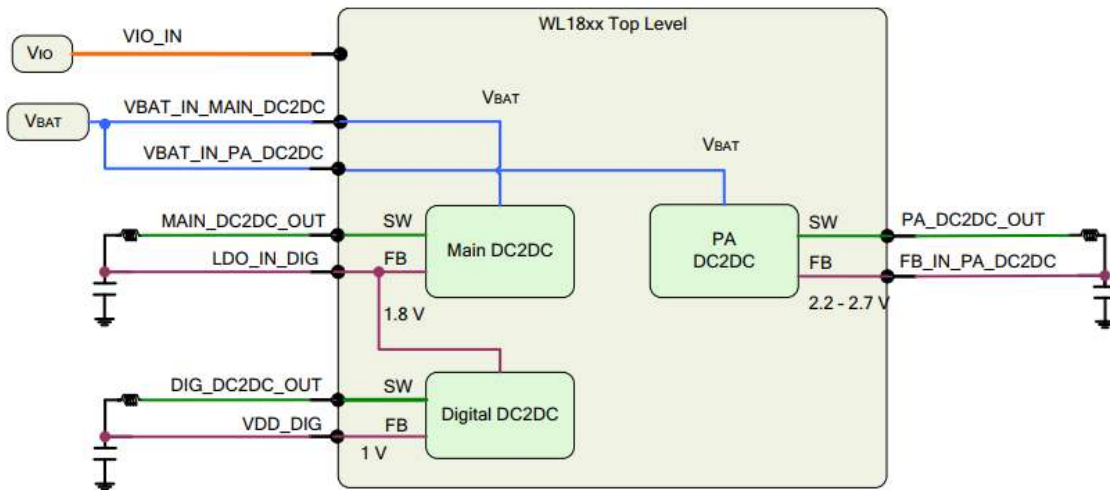 WL18xx Top Level
VIO
VIO_IN
VBAT
VBAT_IN_MAIN_DC2DC
VBAT
VBAT_IN_PA_DC2DC
VBAT
MAIN_DC2DC_OUT
SW
Main DC2DC
LDO_IN_DIG
FB
1.8 V
PA
DC2DC
SW
PA_DC2DC_OUT
FB
FB_IN_PA_DC2DC
2.2 – 2.7 V
DIG_DC2DC_OUT
SW
Digital DC2DC
VDD_DIG
FB
1 V